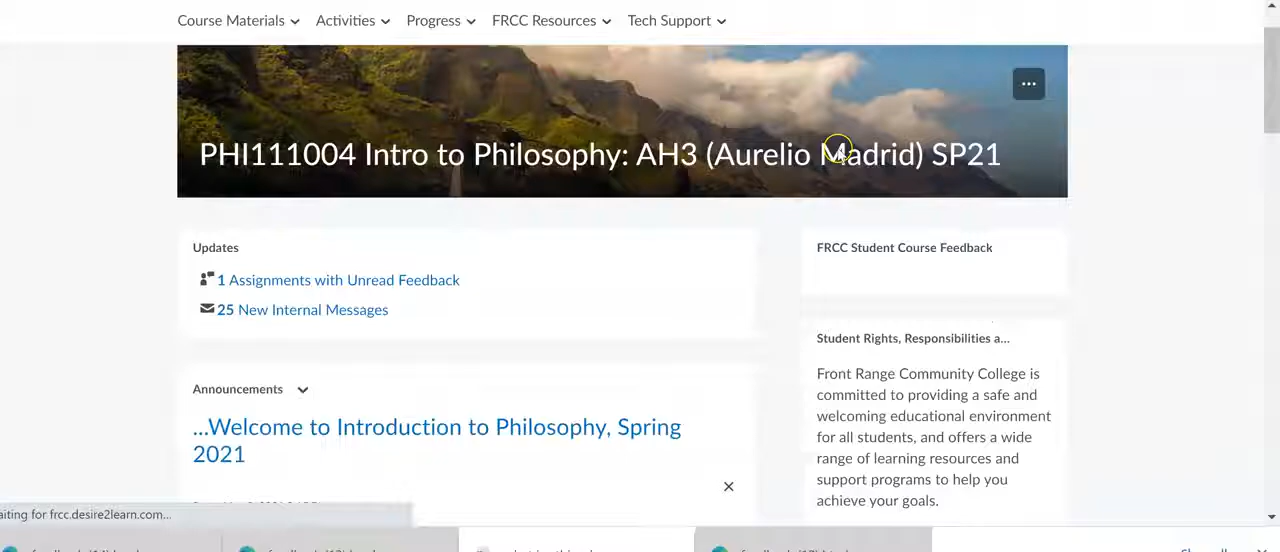 Course Materials Activities Progress FRCC Resources Tech Support
PHI111004 Intro to Philosophy: AH3 (Aurelio Madrid) SP21
Updates
1 Assignments with Unread Feedback
25 New Internal Messages
Announcements
...Welcome to Introduction to Philosophy, Spring
2021
FRCC Student Course Feedback
Student Rights, Responsibilities a...
Front Range Community College is
committed to providing a safe and
welcoming educational environment
for all students, and offers a wide
range of learning resources and
support programs to help you
achieve your goals.
aiting for frcc.desire2learn.com...